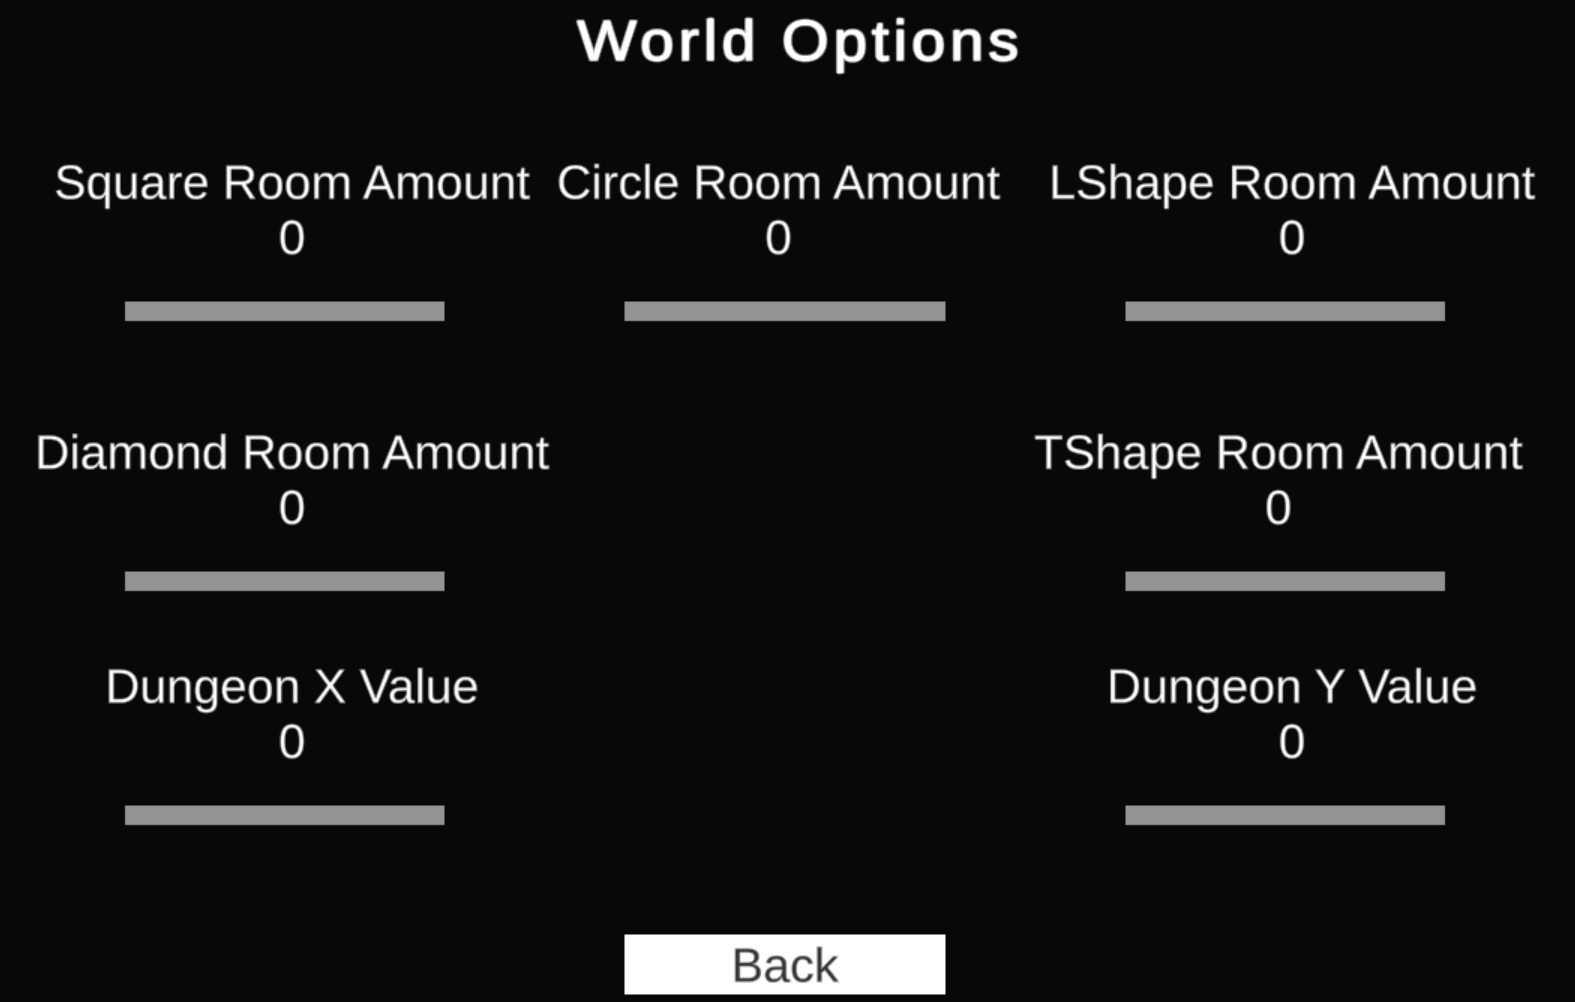 World Options
Square Room Amount
0
Circle Room Amount
0
LShape Room Amount
0
Diamond Room Amount
0
TShape Room Amount
0
Dungeon X Value
0
Dungeon Y Value
0
Back